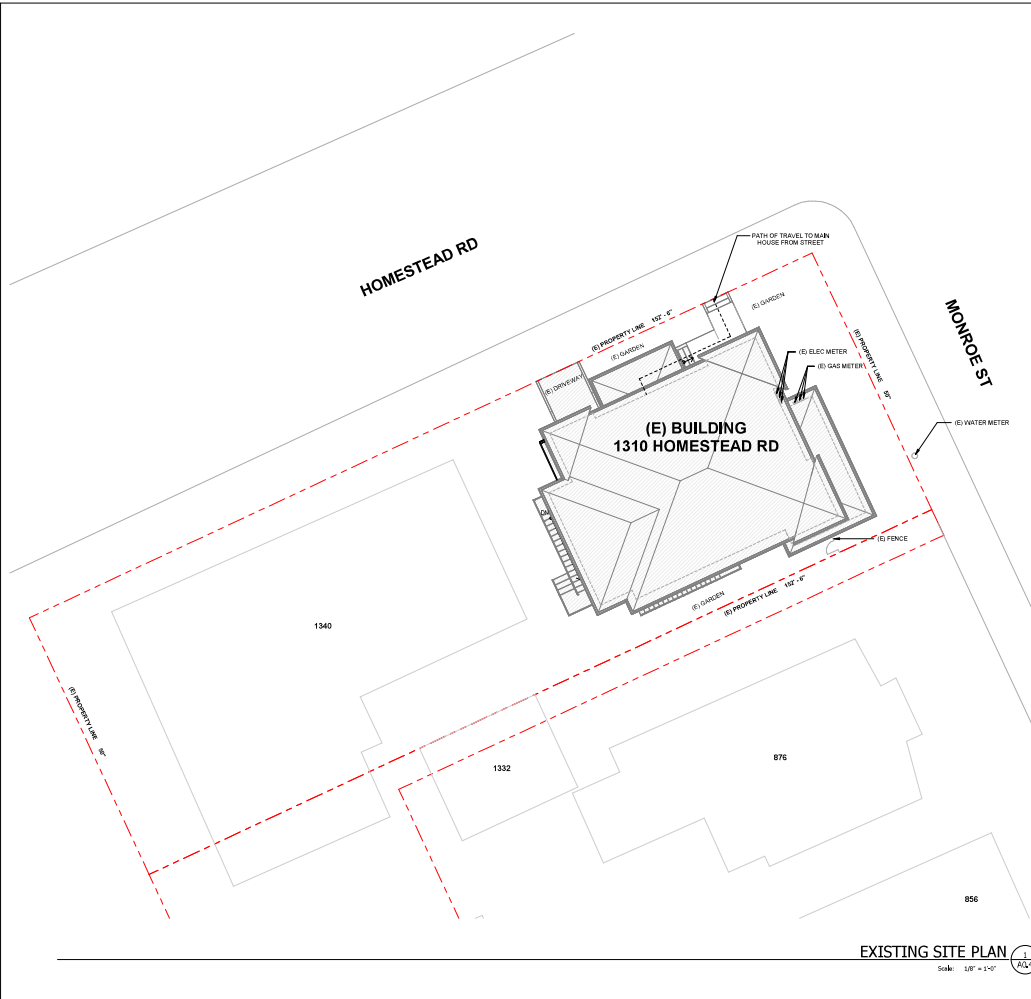 HOMESTEAD RD
PATH OF TRAVEL TO MAIN
HOUSE FROM STREET
(E) GARDEN
MONROE ST
(E) PROPERTY LINE 152' - 6"
(E) GARDEN
(E) PROPERTY LINE 50'
(E) ELEC METER
(E) GAS METER
(E) DRIVEWAY
(E) BUILDING
1310 HOMESTEAD RD
(E) WATER METER
DN
(E) FENCE
(E) GARDEN
(E) PROPERTY LINE 152' - 6"
1340
(E) PROPERTY LINE 50'
1332
876
856
EXISTING SITE PLAN
Scale: 1/8" = 1'-0"
1